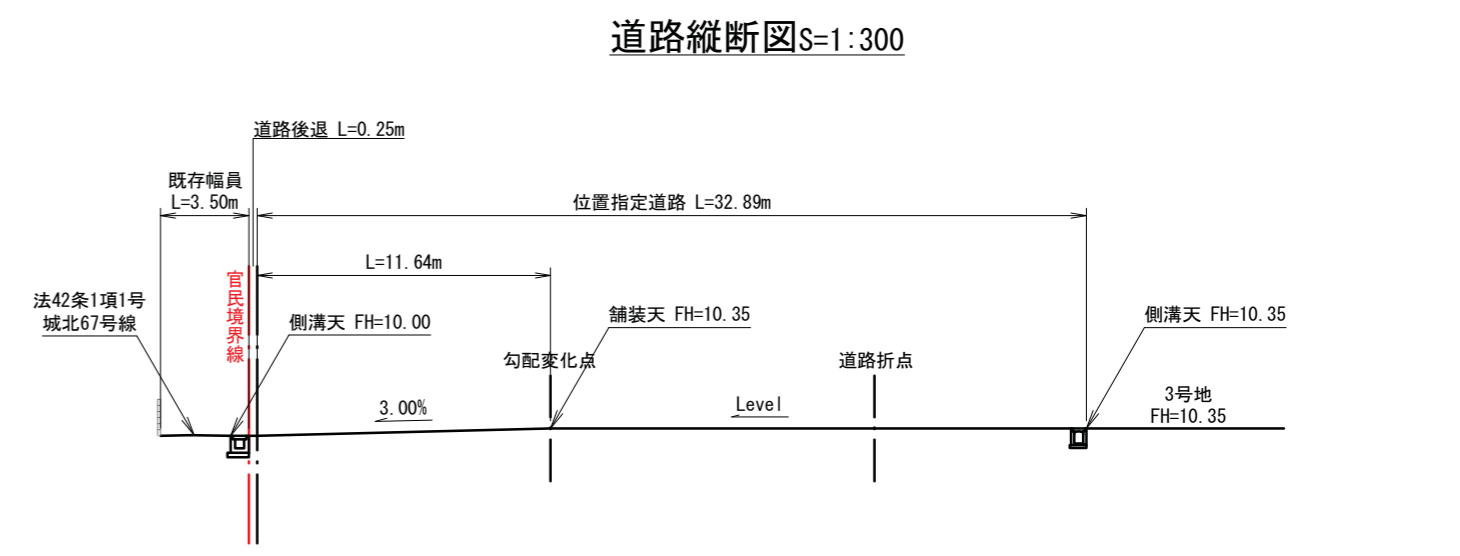 道路縦断図S=1:300
道路後退 L=0.25m
既存幅員
L=3.50m
位置指定道路 L=32.89m
L=11.64m
官民境界線
法42条1項1号
城北67号線
側溝天 FH=10.00
舗装天 FH=10.35
側溝天 FH=10.35
勾配変化点
道路折点
3.00%
Level
3号地
FH=10.35